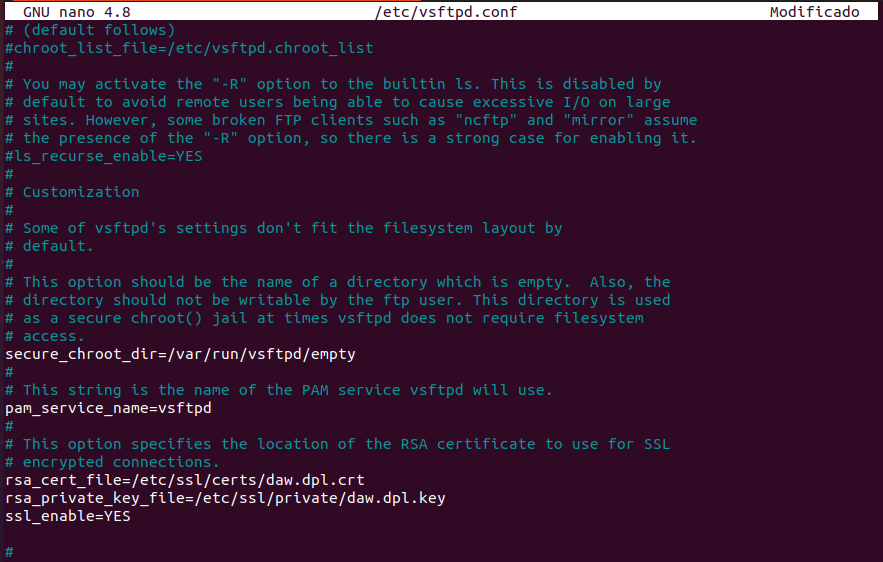 GNU nano 4.8 /etc/vsftpd.conf Modificado
# (default follows)
#chroot_list_file=/etc/vsftpd.chroot_list
#
# You may activate the "-R" option to the builtin ls. This is disabled by
# default to avoid remote users being able to cause excessive I/O on large
# sites. However, some broken FTP clients such as "ncftp" and "mirror" assume
# the presence of the "-R" option, so there is a strong case for enabling it.
#ls_recurse_enable=YES
#
# Customization
#
# Some of vsftpd's settings don't fit the filesystem layout by
# default.
#
# This option should be the name of a directory which is empty.  Also, the
# directory should not be writable by the ftp user. This directory is used
# as a secure chroot() jail at times vsftpd does not require filesystem
# access.
secure_chroot_dir=/var/run/vsftpd/empty
#
# This string is the name of the PAM service vsftpd will use.
pam_service_name=vsftpd
#
# This option specifies the location of the RSA certificate to use for SSL
# encrypted connections.
rsa_cert_file=/etc/ssl/certs/daw.dpl.crt
rsa_private_key_file=/etc/ssl/private/daw.dpl.key
ssl_enable=YES
#